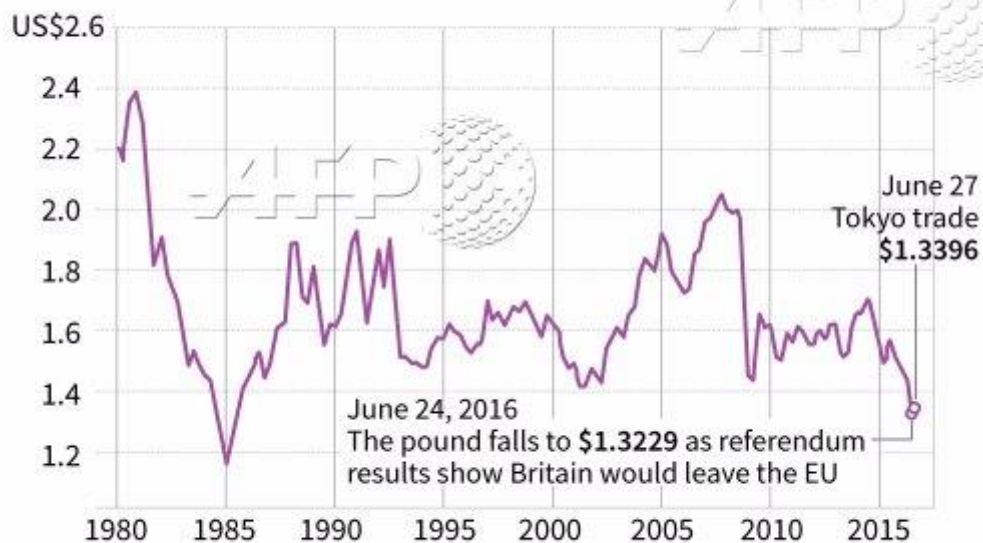 AFP
US$2.6
2.4
2.2
AFP
2.0
June 27
Tokyo trade
$1.3396
1.8
1.6
1.4
June 24, 2016
The pound falls to $1.3229 as referendum
results show Britain would leave the EU
1.2
1980 1985 1990 1995 2000 2005 2010 2015